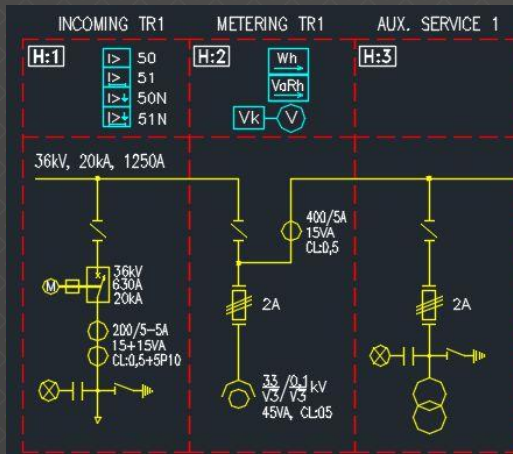 INCOMING TR1
METERING TR1
AUX. SERVICE 1
H:1
I> 50
I> 51
I> 50N
I> 51N
H:2
Wh
VaRh
Vk
V
H:3
36kV, 20kA, 1250A
M
36kV
630A
20kA
200/5-5A
15+15VA
CL:0,5+5P10
400/5A
15VA
CL:0,5
2A
33/√3 / 0,1/√3 kV
45VA, CL:05
2A